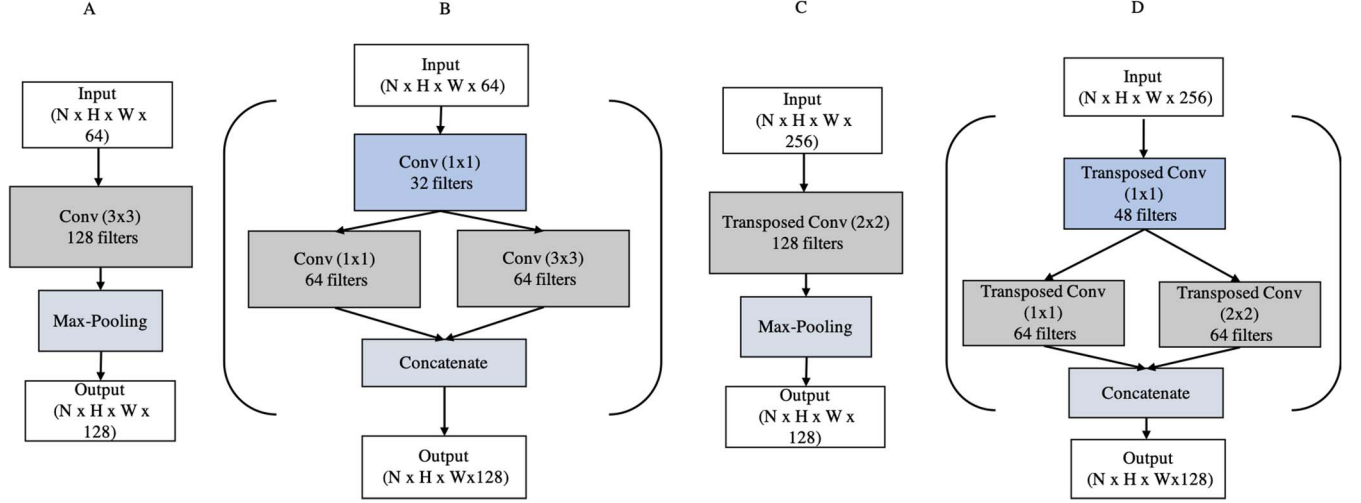 A
Input
(N x H x W x
64)
Conv (3x3)
128 filters
Max-Pooling
Output
(N x H x W x
128)
B
Input
(N x H x W x 64)
Conv (1x1)
32 filters
Conv (1x1)
64 filters
Conv (3x3)
64 filters
Concatenate
Output
(N x H x Wx128)
C
Input
(N x H x W x
256)
Transposed Conv (2x2)
128 filters
Max-Pooling
Output
(N x H x W x
128)
D
Input
(N x H x W x 256)
Transposed Conv
(1x1)
48 filters
Transposed Conv
(1x1)
64 filters
Transposed Conv
(2x2)
64 filters
Concatenate
Output
(N x H x Wx128)